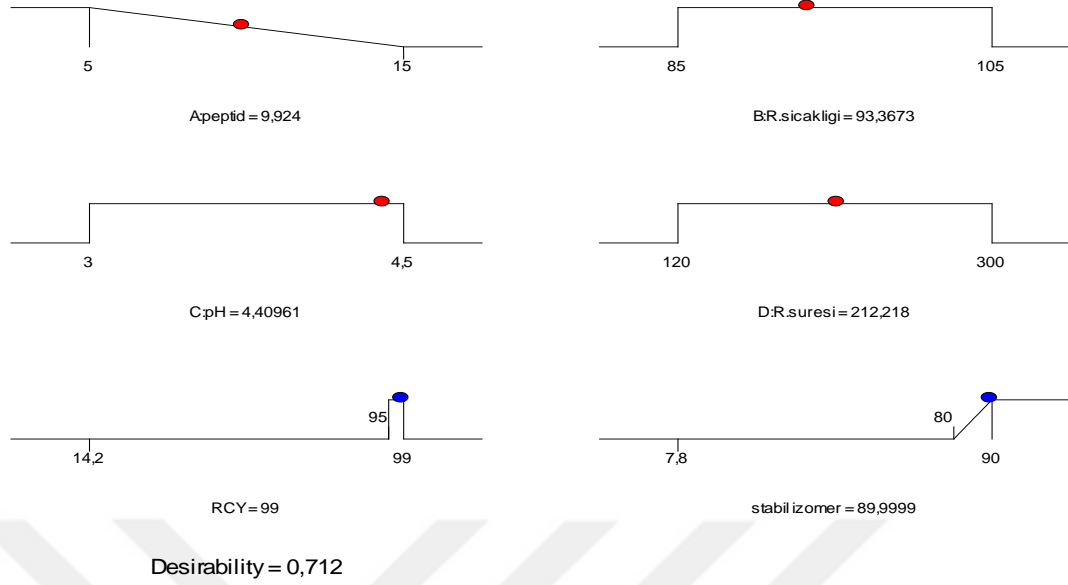 5 15
A:peptid = 9,924
85 105
B:R.sicakligi = 93,3673
3 4,5
C:pH = 4,40961
120 300
D:R.suresi = 212,218
95
14,2 99
RCY = 99
80
7,8 90
stabilizomer = 89,9999
Desirability = 0,712